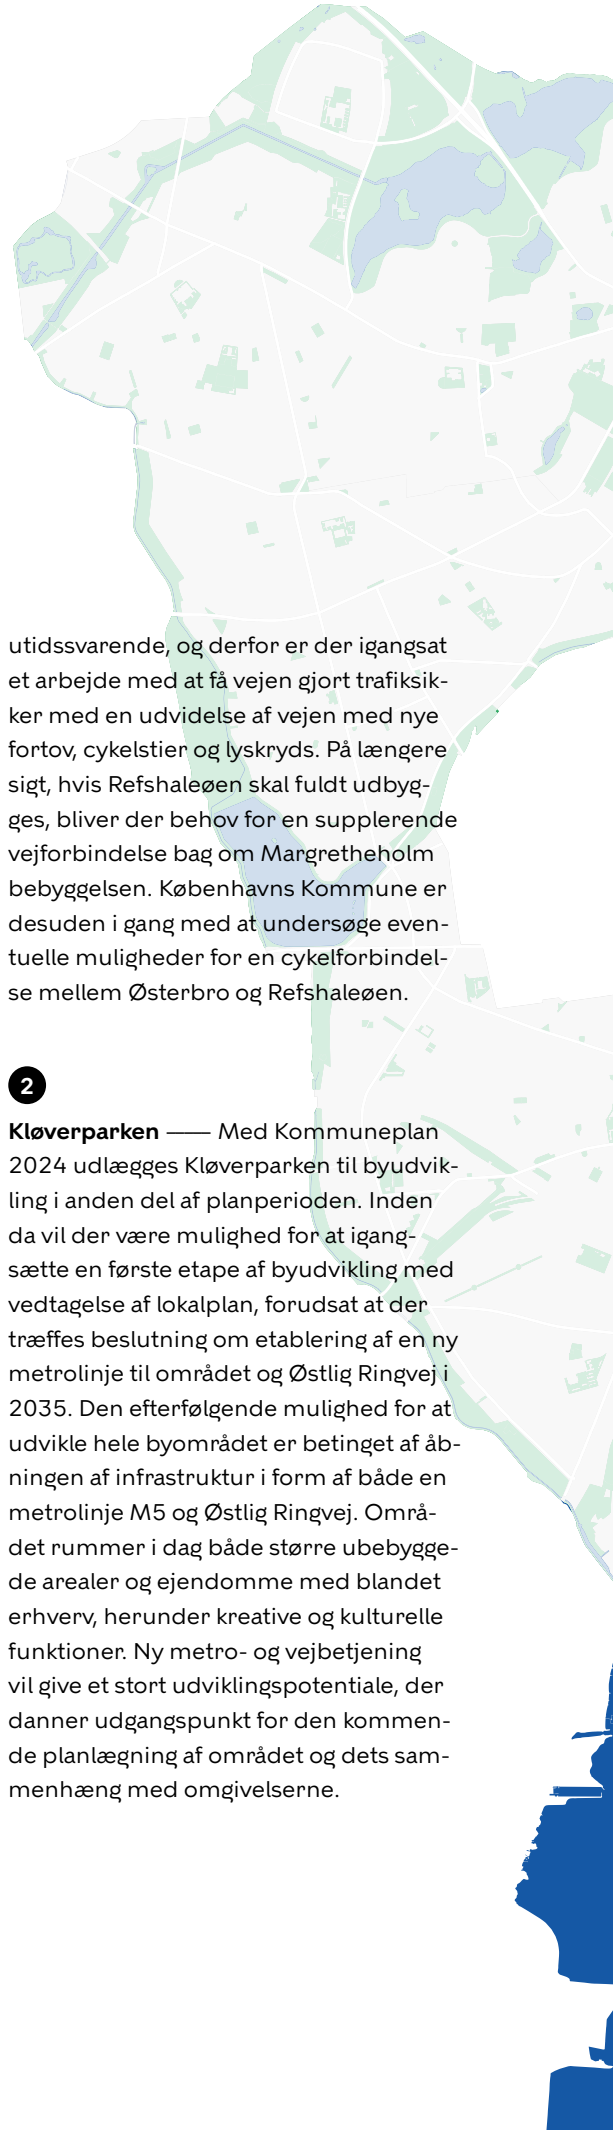 utidssvarende, og derfor er der igangsat
et arbejde med at få vejen gjort trafiksik-
ker med en udvidelse af vejen med nye
fortov, cykelstier og lyskryds. På længere
sigt, hvis Refshaleøen skal fuldt udbyg-
ges, bliver der behov for en supplerende
vejforbindelse bag om Margretheholm
bebyggelsen. Københavns Kommune er
desuden i gang med at undersøge even-
tuelle muligheder for en cykelforbindel-
se mellem Østerbro og Refshaleøen.
2
Kløverparken —— Med Kommuneplan
2024 udlægges Kløverparken til byudvik-
ling i anden del af planperioden. Inden
da vil der være mulighed for at igang-
sætte en første etape af byudvikling med
vedtagelse af lokalplan, forudsat at der
træffes beslutning om etablering af en ny
metrolinje til området og Østlig Ringvej i
2035. Den efterfølgende mulighed for at
udvikle hele byområdet er betinget af åb-
ningen af infrastruktur i form af både en
metrolinje M5 og Østlig Ringvej. Områ-
det rummer i dag både større ubebygge-
de arealer og ejendomme med blandet
erhverv, herunder kreative og kulturelle
funktioner. Ny metro- og vejbetjening
vil give et stort udviklingspotentiale, der
danner udgangspunkt for den kommen-
de planlægning af området og dets sam-
menhæng med omgivelserne.